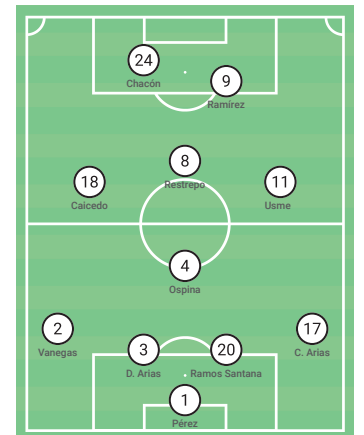 24
Chacón
9
Ramírez
8
Restrepo
18
Caicedo
11
Usme
4
Ospina
2
Vanegas
17
C. Arias
3
D. Arias
20
Ramos Santana
1
Pérez